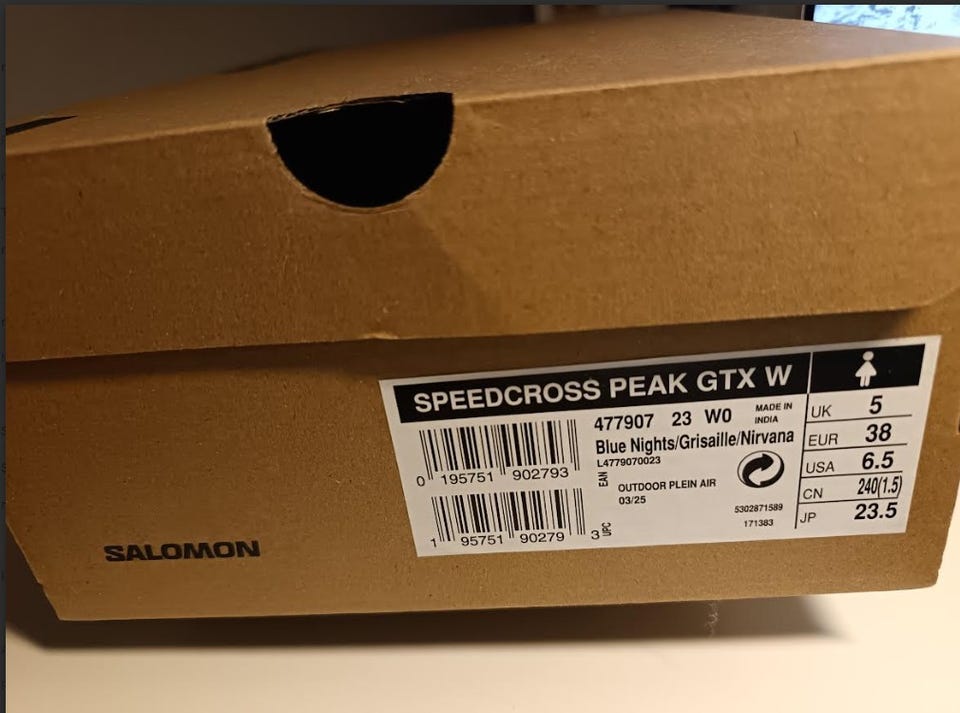 SPEEDCROSS PEAK GTX W
477907 23 W0
MADE IN
INDIA
Blue Nights/Grisaille/Nirvana
L4779070023
0 195751 902793
EAN
OUTDOOR PLEIN AIR
03/25
5302871589
171383
1 95751 90279 3
UPC
UK 5
EUR 38
USA 6.5
CN 240(1.5)
JP 23.5
SALOMON